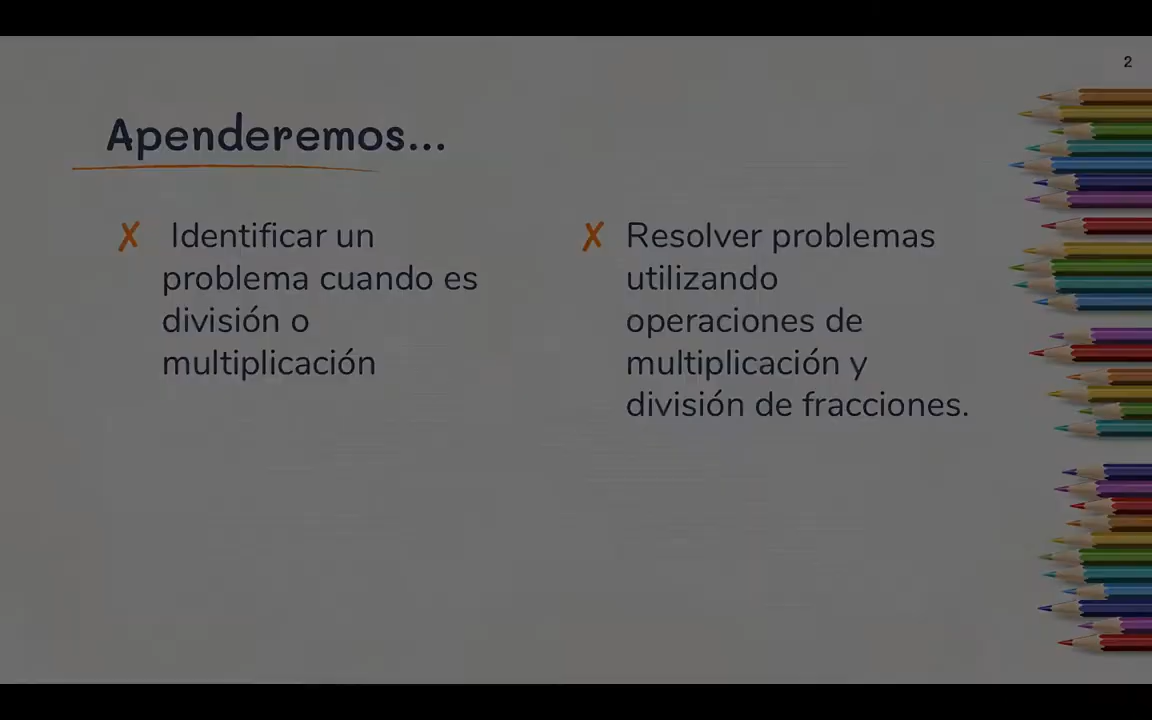 2
Apenderemos...
✗ Identificar un
problema cuando es
división o
multiplicación
✗ Resolver problemas
utilizando
operaciones de
multiplicación y
división de fracciones.